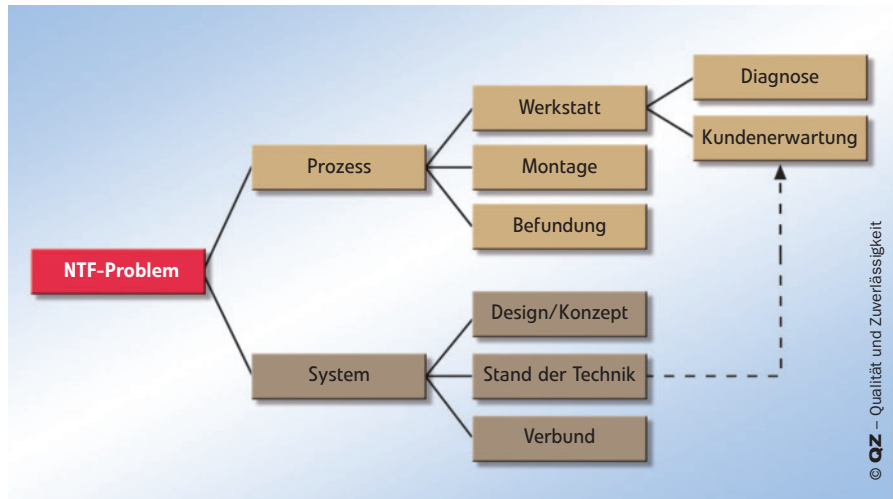 NTF-Problem
Prozess
Werkstatt
Diagnose
Kundenerwartung
Montage
Befundung
System
Design/Konzept
Stand der Technik
Verbund
© QZ – Qualität und Zuverlässigkeit